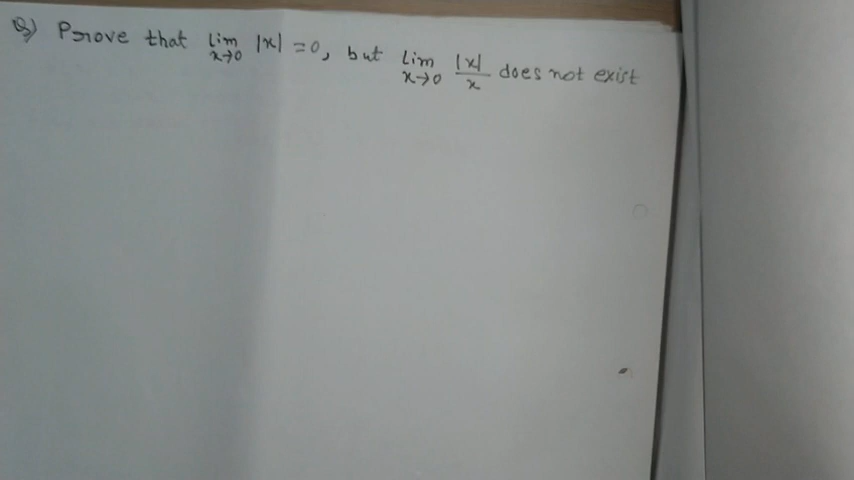 Q) Prove that lim x→0 |x| = 0, but lim x→0 |x|/x does not exist